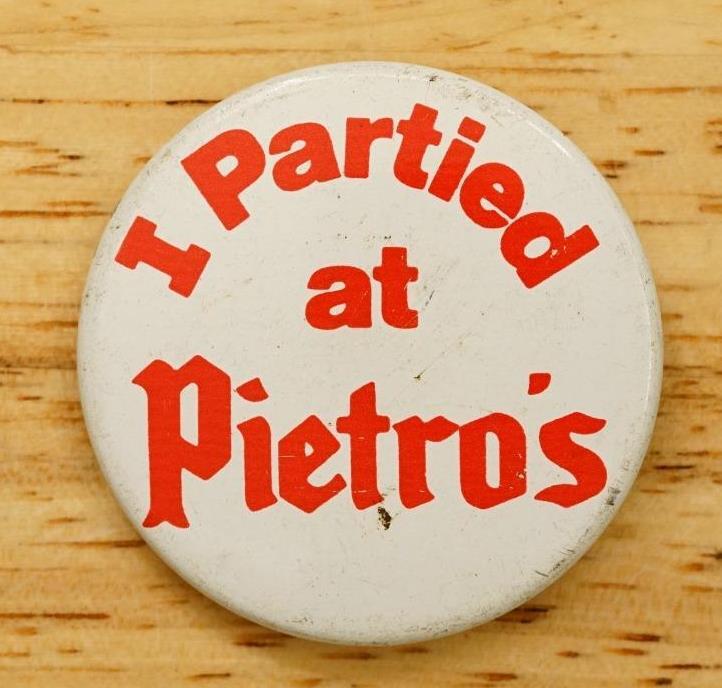 I Partied
at
Pietro's